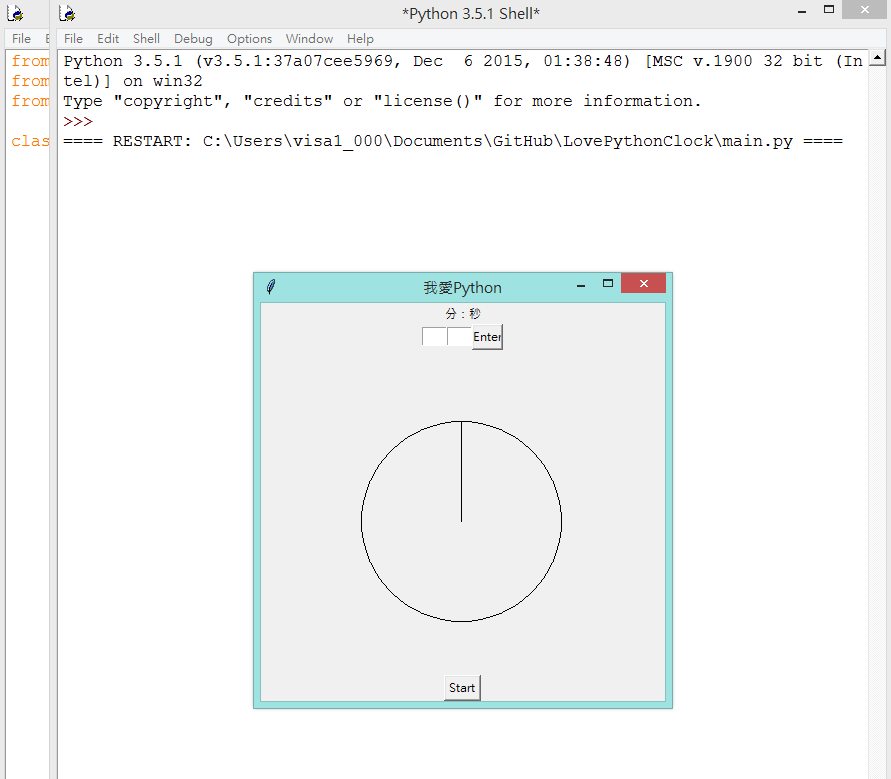 *Python 3.5.1 Shell*
File E
File Edit Shell Debug Options Window Help
from
from
from
clas
Python 3.5.1 (v3.5.1:37a07cee5969, Dec  6 2015, 01:38:48) [MSC v.1900 32 bit (In
tel)] on win32
Type "copyright", "credits" or "license()" for more information.
>>>
==== RESTART: C:\Users\visa1_000\Documents\GitHub\LovePythonClock\main.py ====
我愛Python
分：秒
Enter
Start